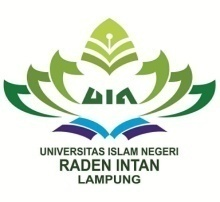 UIN
UNIVERSITAS ISLAM NEGERI
RADEN INTAN
LAMPUNG